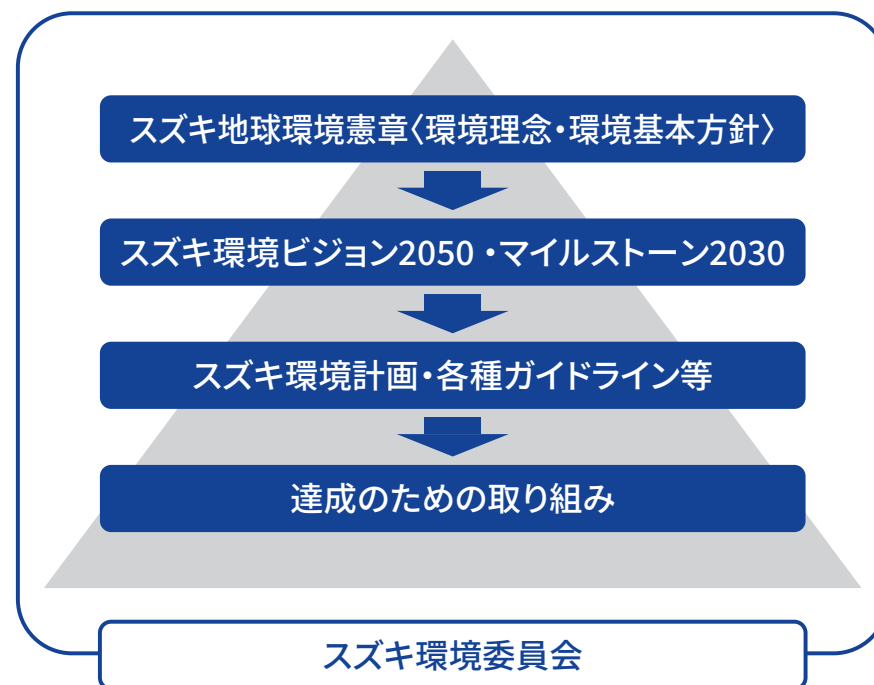 スズキ地球環境憲章〈環境理念・環境基本方針〉
スズキ環境ビジョン2050・マイルストーン2030
スズキ環境計画・各種ガイドライン等
達成のための取り組み
スズキ環境委員会